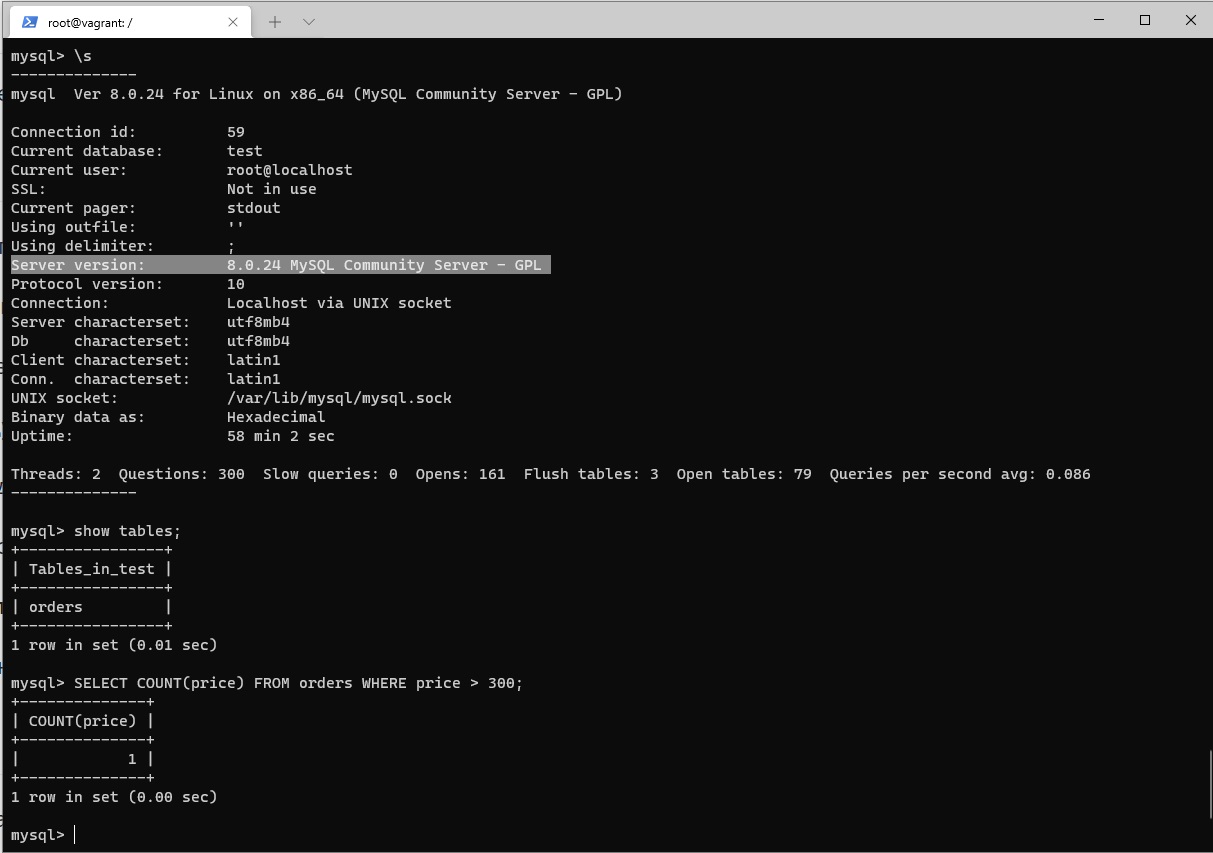 root@vagrant: /
mysql> \s
--------------
mysql  Ver 8.0.24 for Linux on x86_64 (MySQL Community Server - GPL)

Connection id:          59
Current database:       test
Current user:           root@localhost
SSL:                    Not in use
Current pager:          stdout
Using outfile:          ''
Using delimiter:        ;
Server version:         8.0.24 MySQL Community Server - GPL
Protocol version:       10
Connection:             Localhost via UNIX socket
Server characterset:    utf8mb4
Db     characterset:    utf8mb4
Client characterset:    latin1
Conn.  characterset:    latin1
UNIX socket:            /var/lib/mysql/mysql.sock
Binary data as:         Hexadecimal
Uptime:                 58 min 2 sec

Threads: 2  Questions: 300  Slow queries: 0  Opens: 161  Flush tables: 3  Open tables: 79  Queries per second avg: 0.086
--------------

mysql> show tables;
+----------------+
| Tables_in_test |
+----------------+
| orders         |
+----------------+
1 row in set (0.01 sec)

mysql> SELECT COUNT(price) FROM orders WHERE price > 300;
+--------------+
| COUNT(price) |
+--------------+
|            1 |
+--------------+
1 row in set (0.00 sec)

mysql>